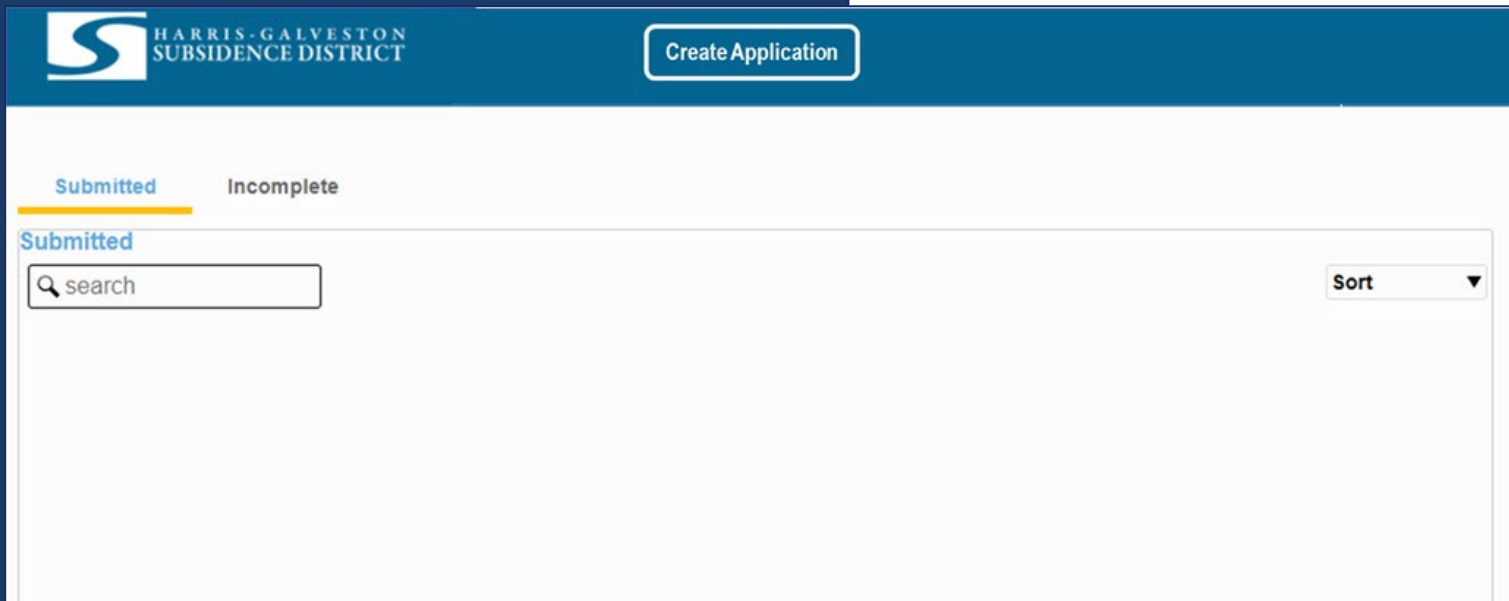 HARRIS-GALVESTON
SUBSIDENCE DISTRICT
Create Application
Submitted Incomplete
Submitted
search
Sort